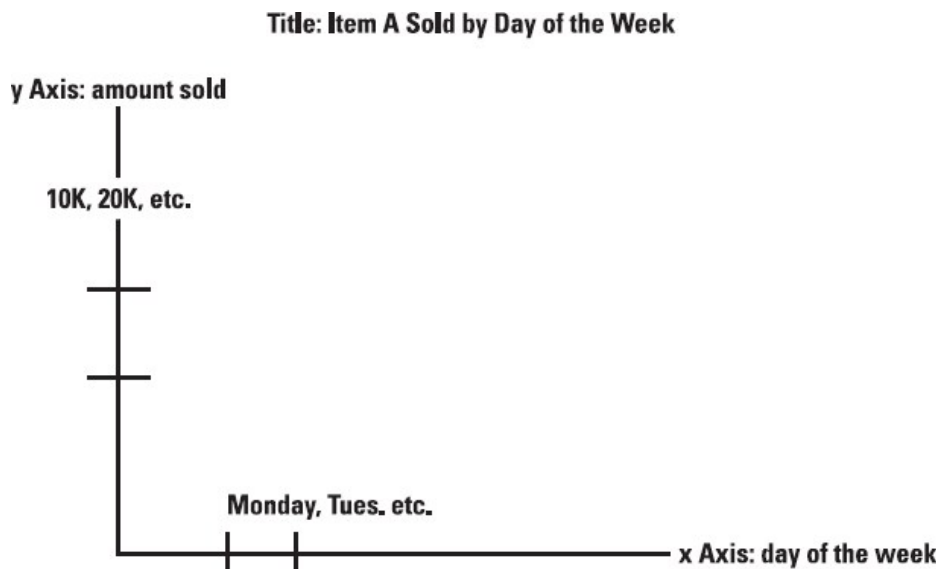 Title: Item A Sold by Day of the Week
y Axis: amount sold
10K, 20K, etc.
Monday, Tues. etc.
x Axis: day of the week